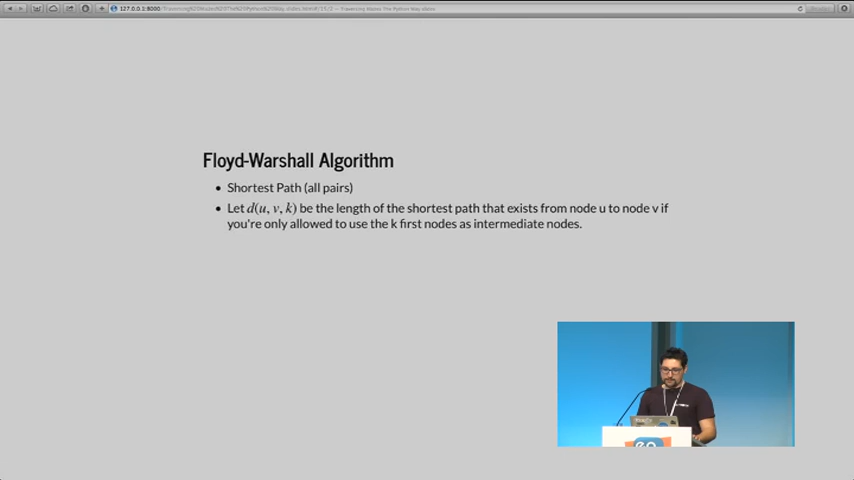 127.0.0.1:8000
Floyd-Warshall Algorithm
Shortest Path (all pairs)
Let d(u, v, k) be the length of the shortest path that exists from node u to node v if
you're only allowed to use the k first nodes as intermediate nodes.